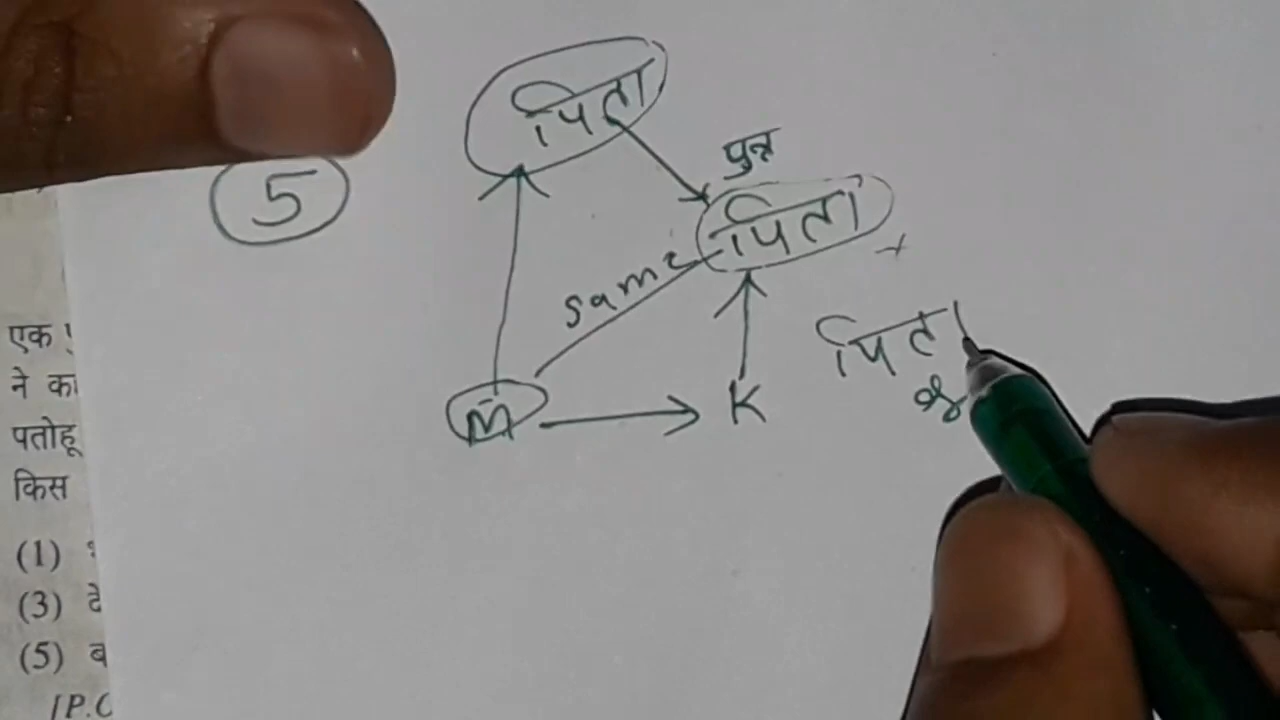 पिता
पुत्र
5
पिता
same
पिता
M
K
एक
ने
पतोहू
किस
(1)
(3)
(5)
[P.C